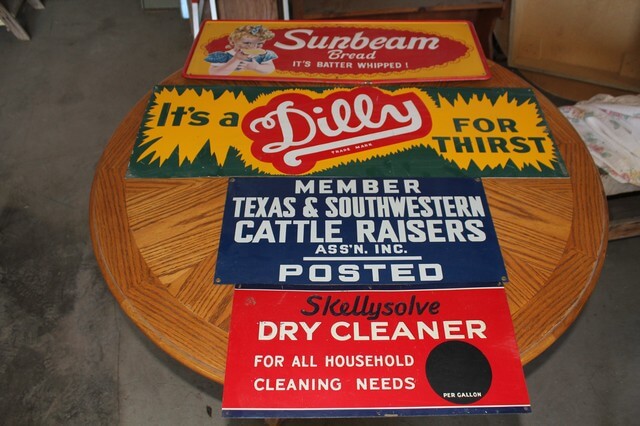 Sunbeam
Bread
IT'S BATTER WHIPPED!
It's a Dilly FOR THIRST
TRADE MARK
MEMBER
TEXAS & SOUTHWESTERN
CATTLE RAISERS
ASS'N. INC.
POSTED
Skellysolve
DRY CLEANER
FOR ALL HOUSEHOLD
CLEANING NEEDS
PER GALLON